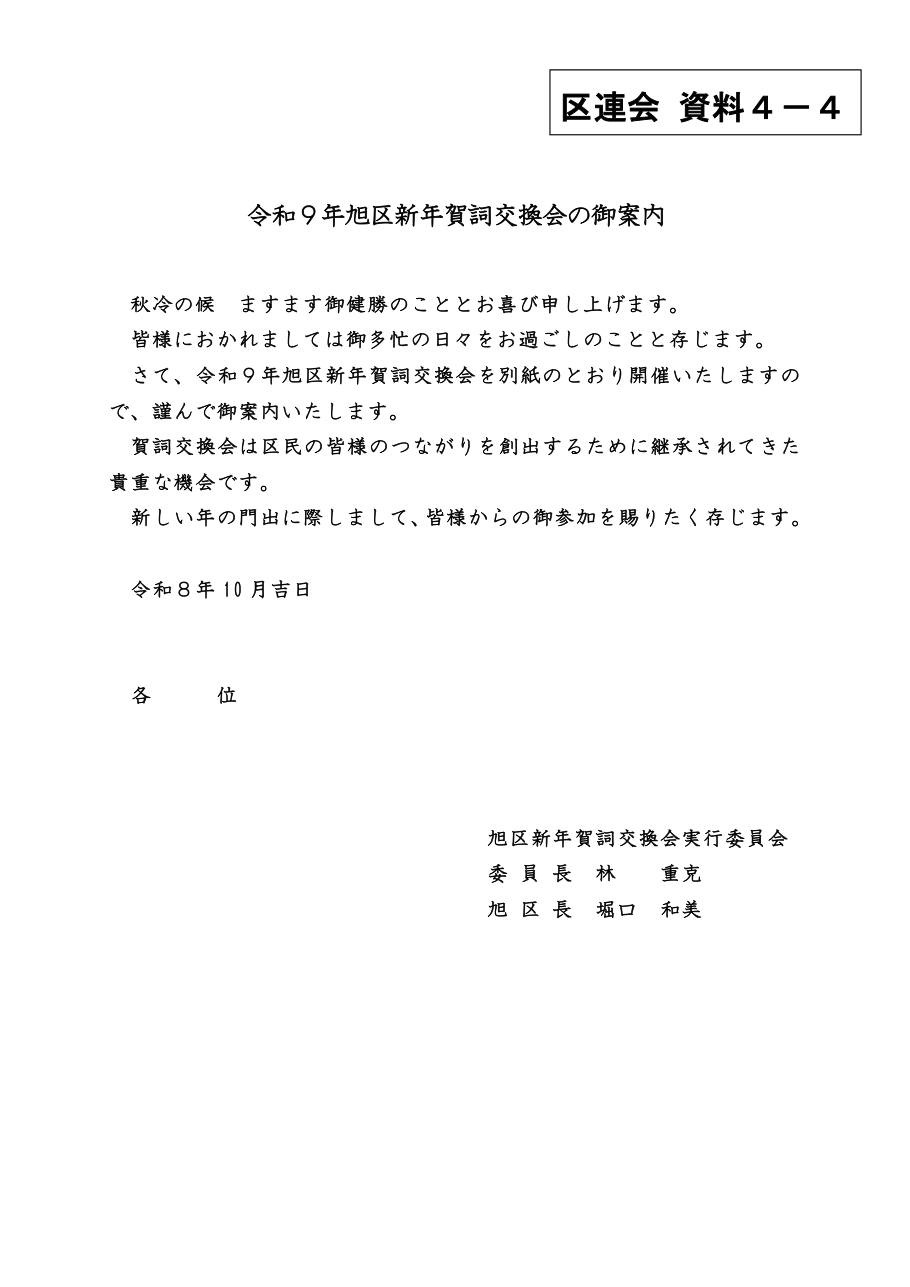 区連会 資料４－４
令和９年旭区新年賀詞交換会の御案内
秋冷の候　ますます御健勝のこととお喜び申し上げます。
皆様におかれましては御多忙の日々をお過ごしのことと存じます。
さて、令和９年旭区新年賀詞交換会を別紙のとおり開催いたしますの
で、謹んで御案内いたします。
賀詞交換会は区民の皆様のつながりを創出するために継承されてきた
貴重な機会です。
新しい年の門出に際しまして、皆様からの御参加を賜りたく存じます。
令和８年 10 月吉日
各　　　位
旭区新年賀詞交換会実行委員会
委 員 長　林　　重克
旭 区 長　堀口　和美